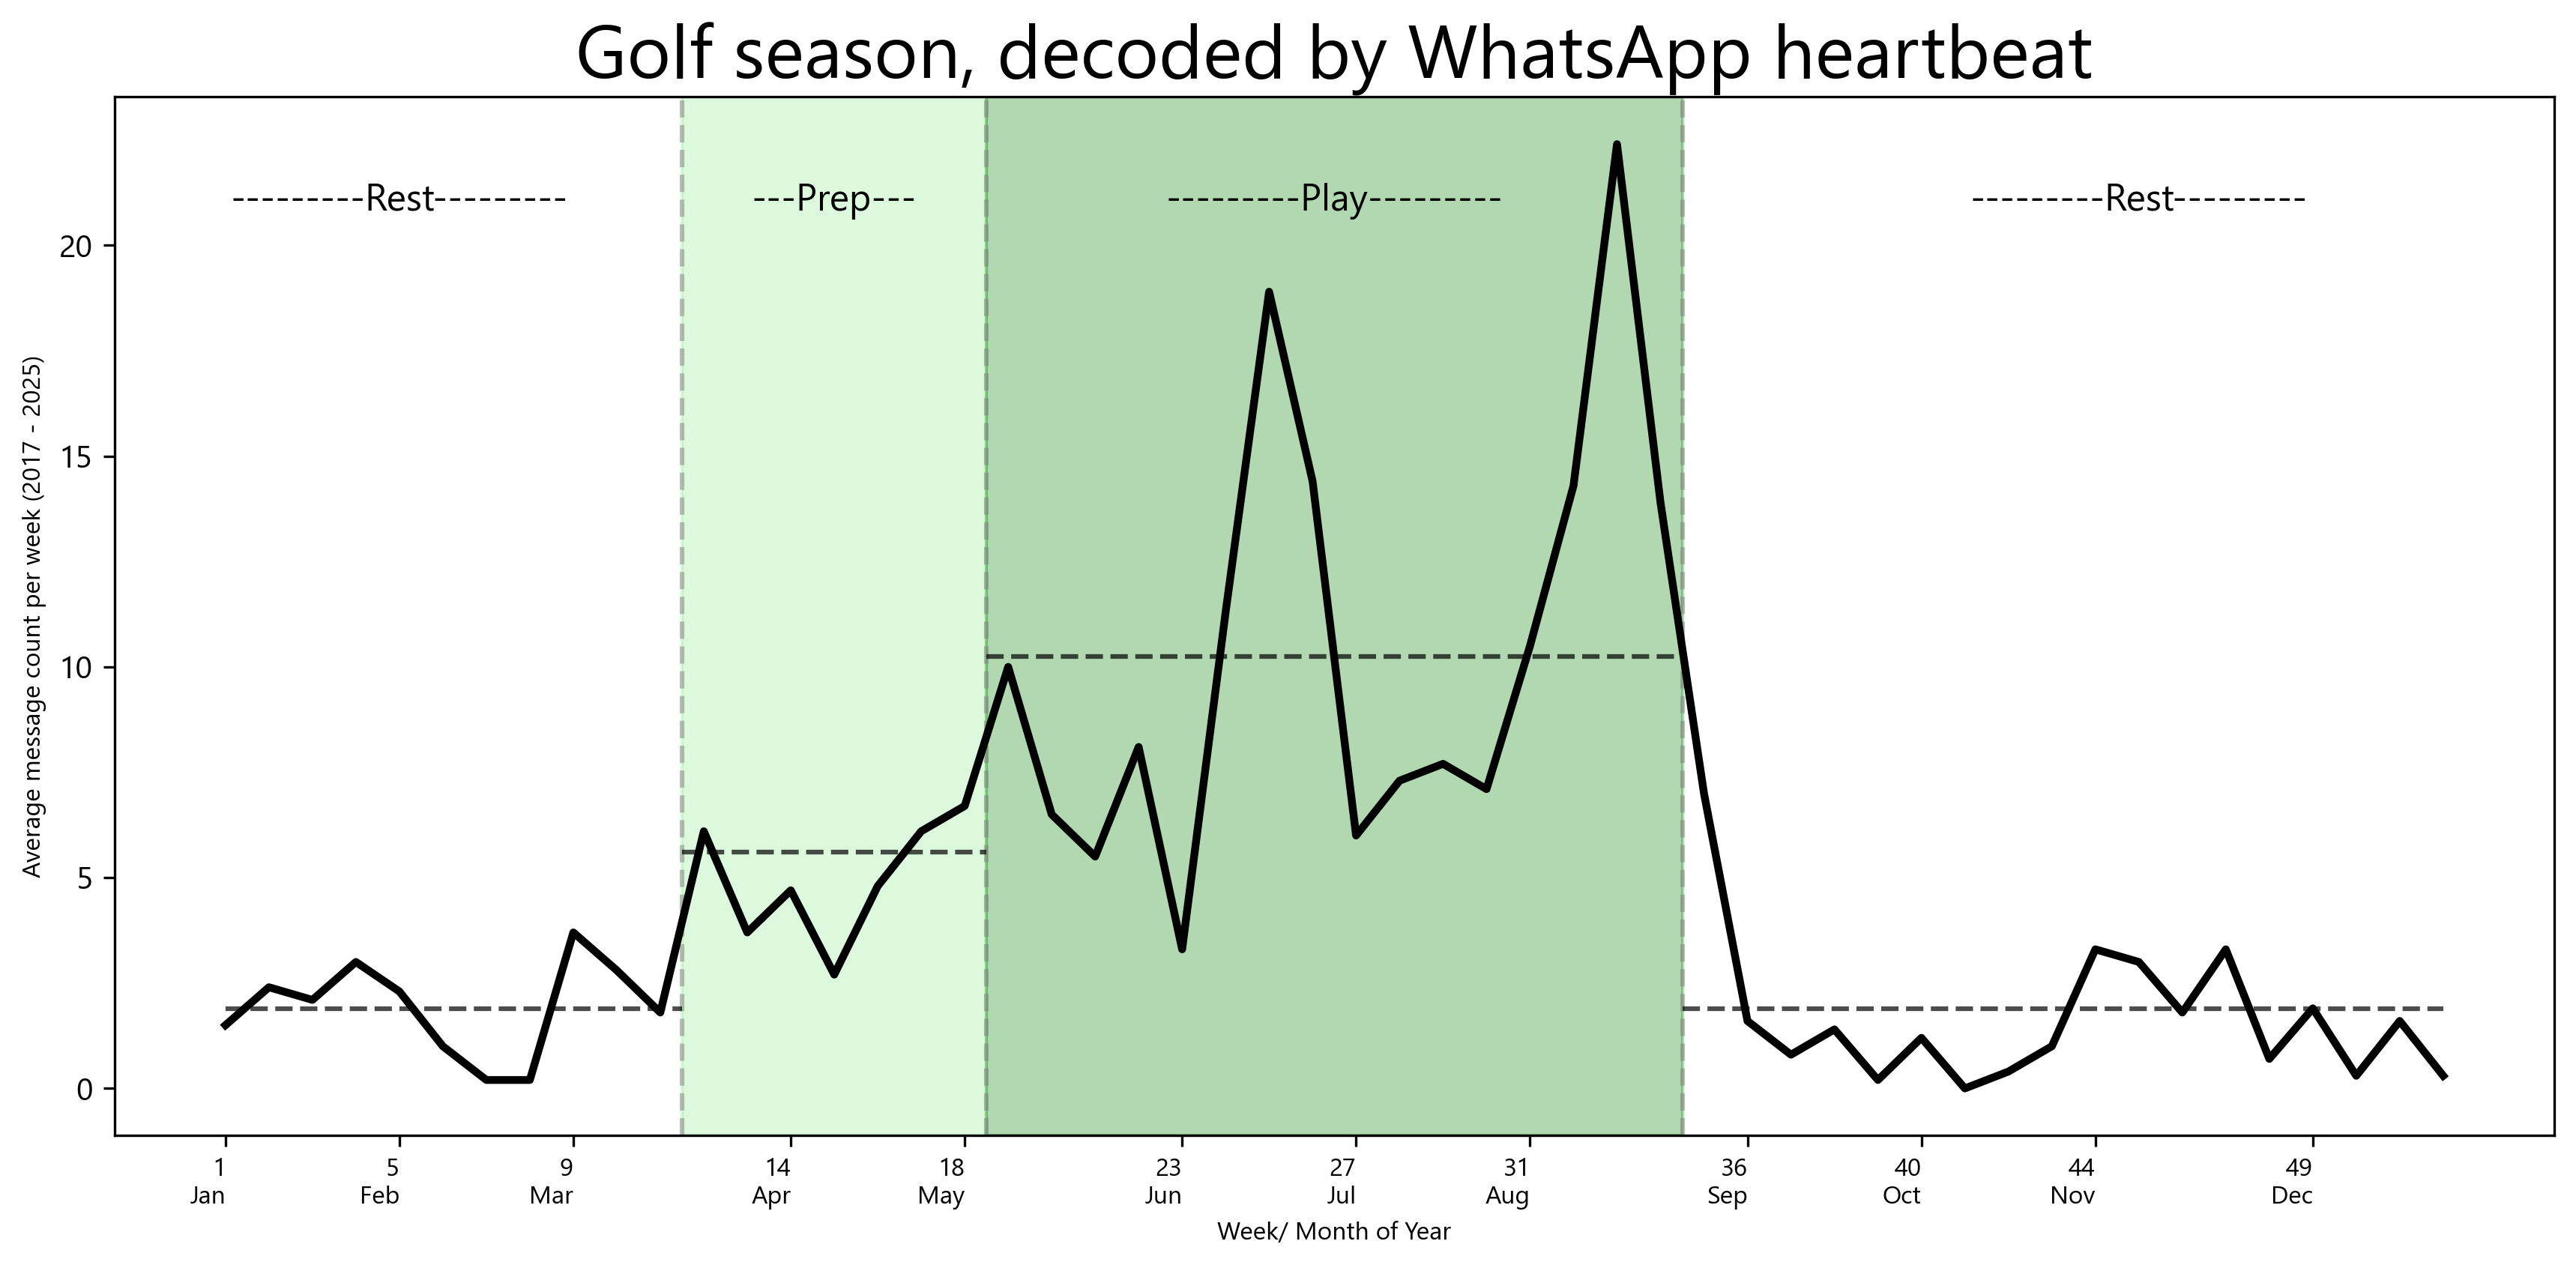 Golf season, decoded by WhatsApp heartbeat
---------Rest---------
---Prep---
---------Play---------
---------Rest---------
Average message count per week (2017 - 2025)
20
15
10
5
0
1
Jan
5
Feb
9
Mar
14
Apr
18
May
23
Jun
27
Jul
31
Aug
36
Sep
40
Oct
44
Nov
49
Dec
Week/ Month of Year